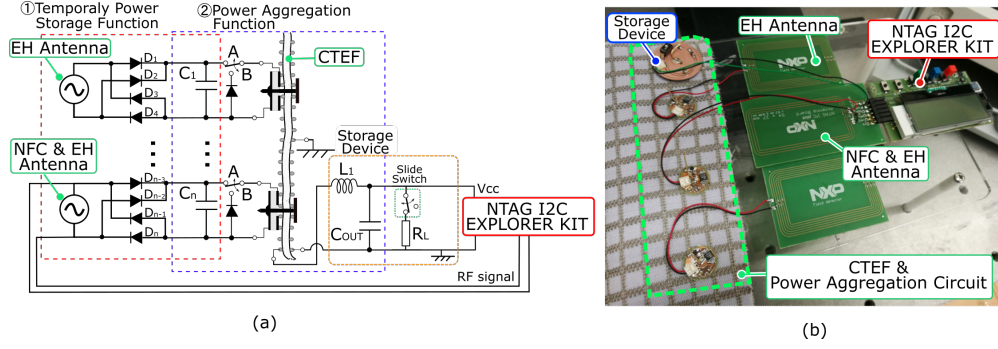 ①Temporaly Power
Storage Function
②Power Aggregation
Function
EH Antenna
CTEF
D1
D2
D3
D4
C1
A
B
NFC & EH
Antenna
Dn-3
Dn-2
Dn-1
Dn
Cn
A
B
Storage
Device
L1
Slide
Switch
COUT
RL
Vcc
NTAG I2C
EXPLORER KIT
RF signal
(a)
Storage
Device
EH Antenna
NTAG I2C
EXPLORER KIT
NXP
NXP
NFC & EH
Antenna
NXP
CTEF &
Power Aggregation Circuit
(b)